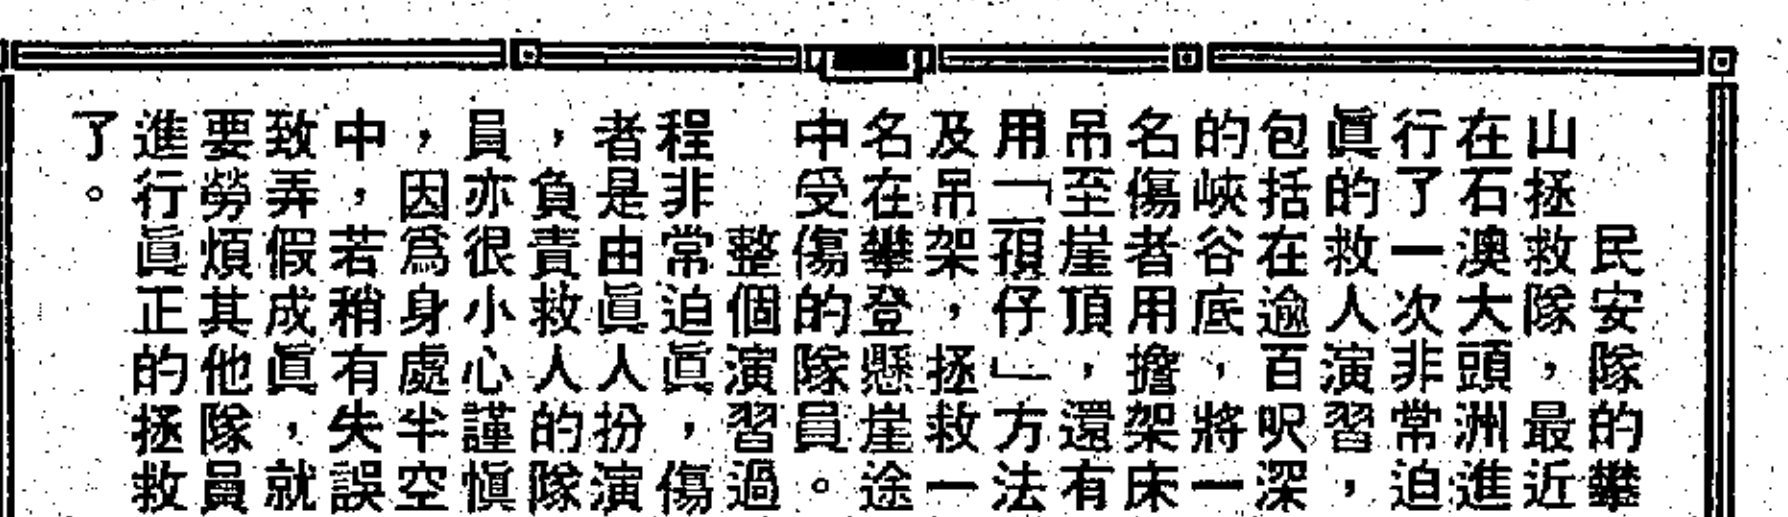 民安隊的攀
山拯救隊，最近
在石澳大頭洲進
行了一次非常迫
眞的救人演習，
包括在逾百呎深
的峽谷底，將一
名傷者用擔架床
吊至崖頂，還有
用「孭仔」方法
及吊架，拯救一
名在攀登懸崖途
中受傷的隊員。
整個演習過
程非常迫眞，傷
者是由眞人扮演
，負責救人的隊
員亦很小心謹愼
，因爲身處半空
中，若稍有失誤
致弄假成眞，就
要勞煩其他隊員
進行眞正的拯救
了。